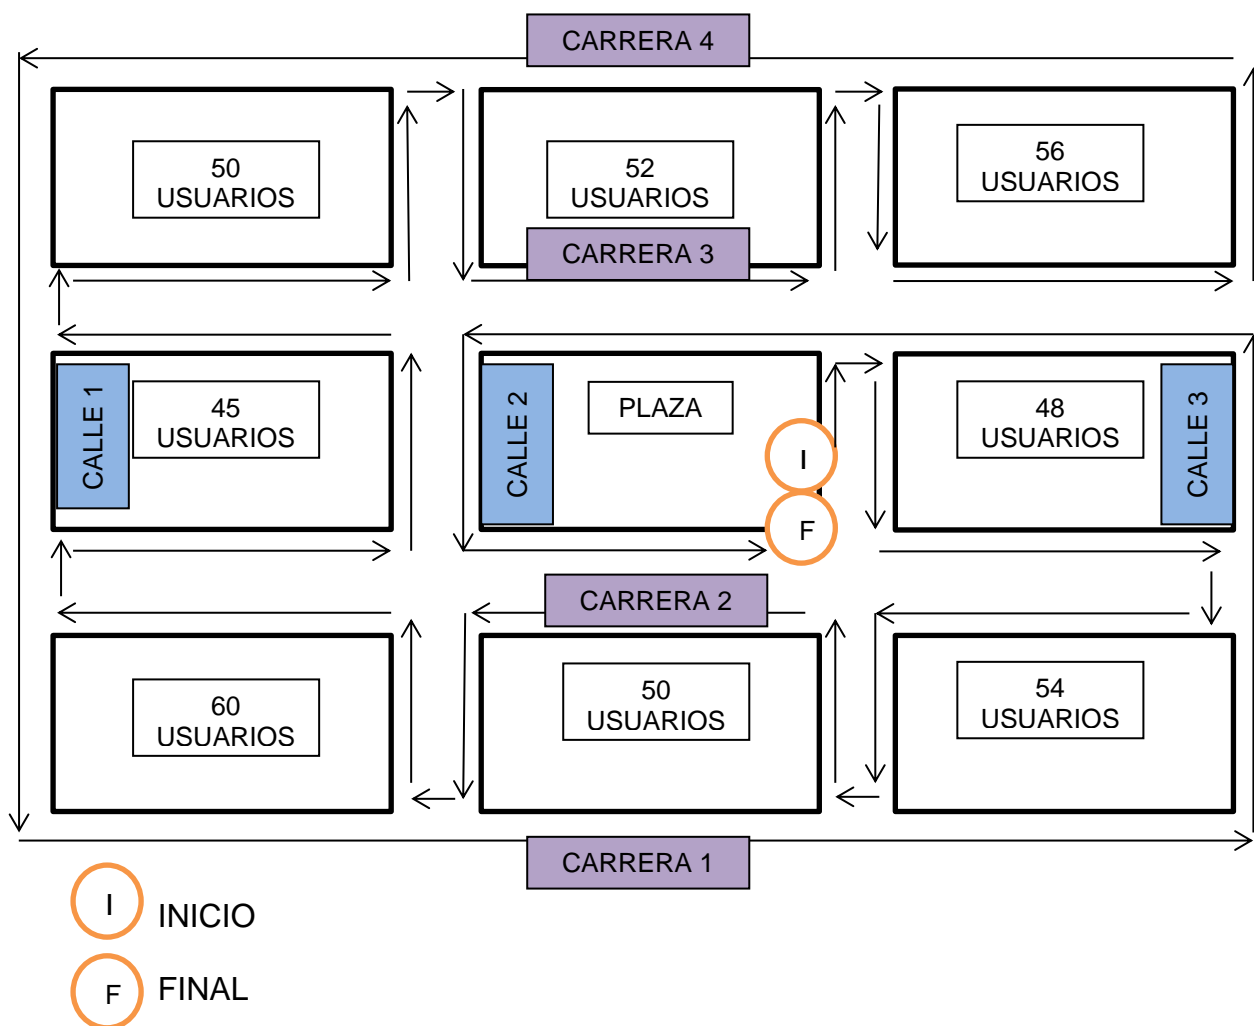 CARRERA 4
50
USUARIOS
52
USUARIOS
56
USUARIOS
CARRERA 3
CALLE 1
45
USUARIOS
CALLE 2
PLAZA
I
F
48
USUARIOS
CALLE 3
CARRERA 2
60
USUARIOS
50
USUARIOS
54
USUARIOS
CARRERA 1
I
INICIO
F
FINAL